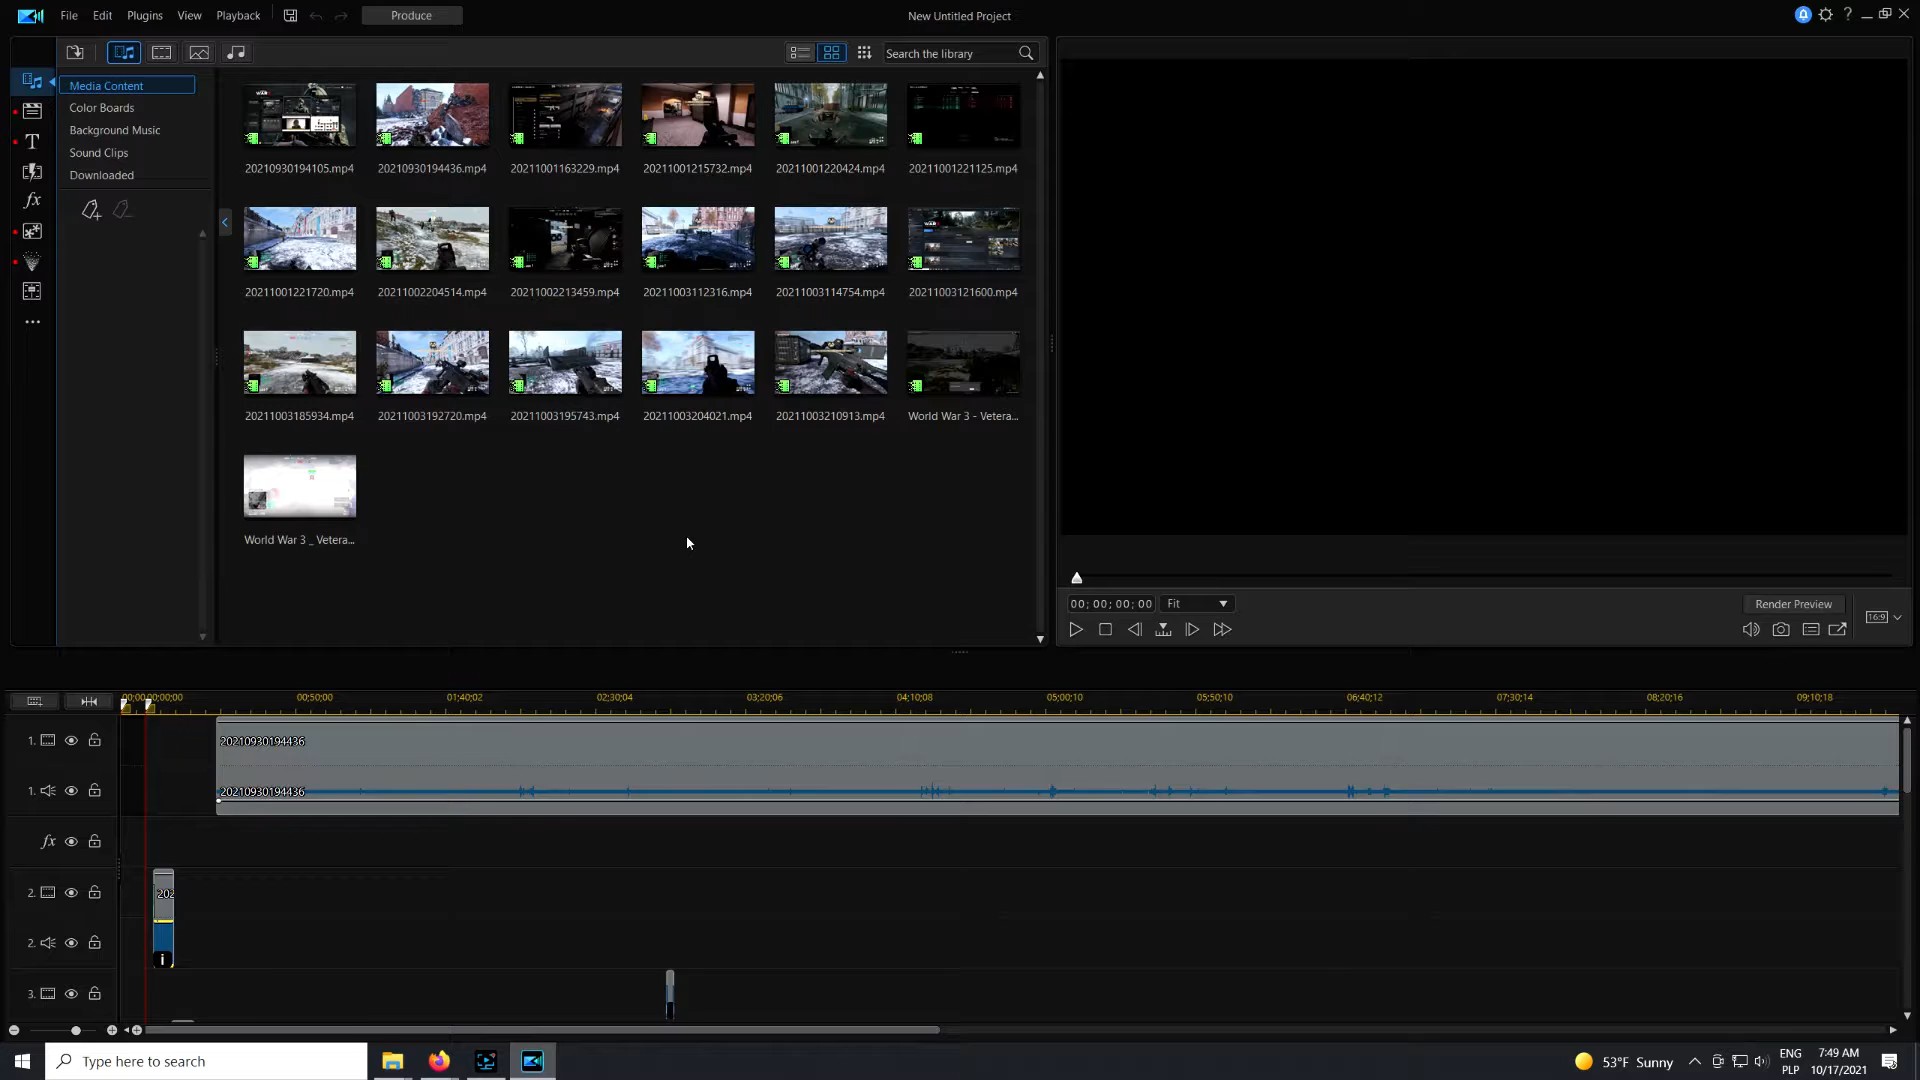 File Edit Plugins View Playback Produce New Untitled Project ?
Search the library
Media Content
Color Boards
Background Music
Sound Clips
Downloaded
T
fx
20210930194105.mp4 20210930194436.mp4 20211001163229.mp4 20211001215732.mp4 20211001220424.mp4 20211001221125.mp4
20211001221720.mp4 20211002204514.mp4 20211002213459.mp4 20211003112316.mp4 20211003114754.mp4 20211003121600.mp4
20211003185934.mp4 20211003192720.mp4 20211003195743.mp4 20211003204021.mp4 20211003210913.mp4 World War 3 - Vetera...
World War 3 _ Vetera...
00; 00; 00; 00 Fit Render Preview
16:9
00;00;00;00 00;50;00 01;40;02 02;30;04 03;20;06 04;10;08 05;00;10 05;50;10 06;40;12 07;30;14 08;20;16 09;10;18
1. 20210930194436
1. 20210930194436
fx
2. 202
2. i
3.
Type here to search 53°F Sunny ENG 7:49 AM
PLP 10/17/2021